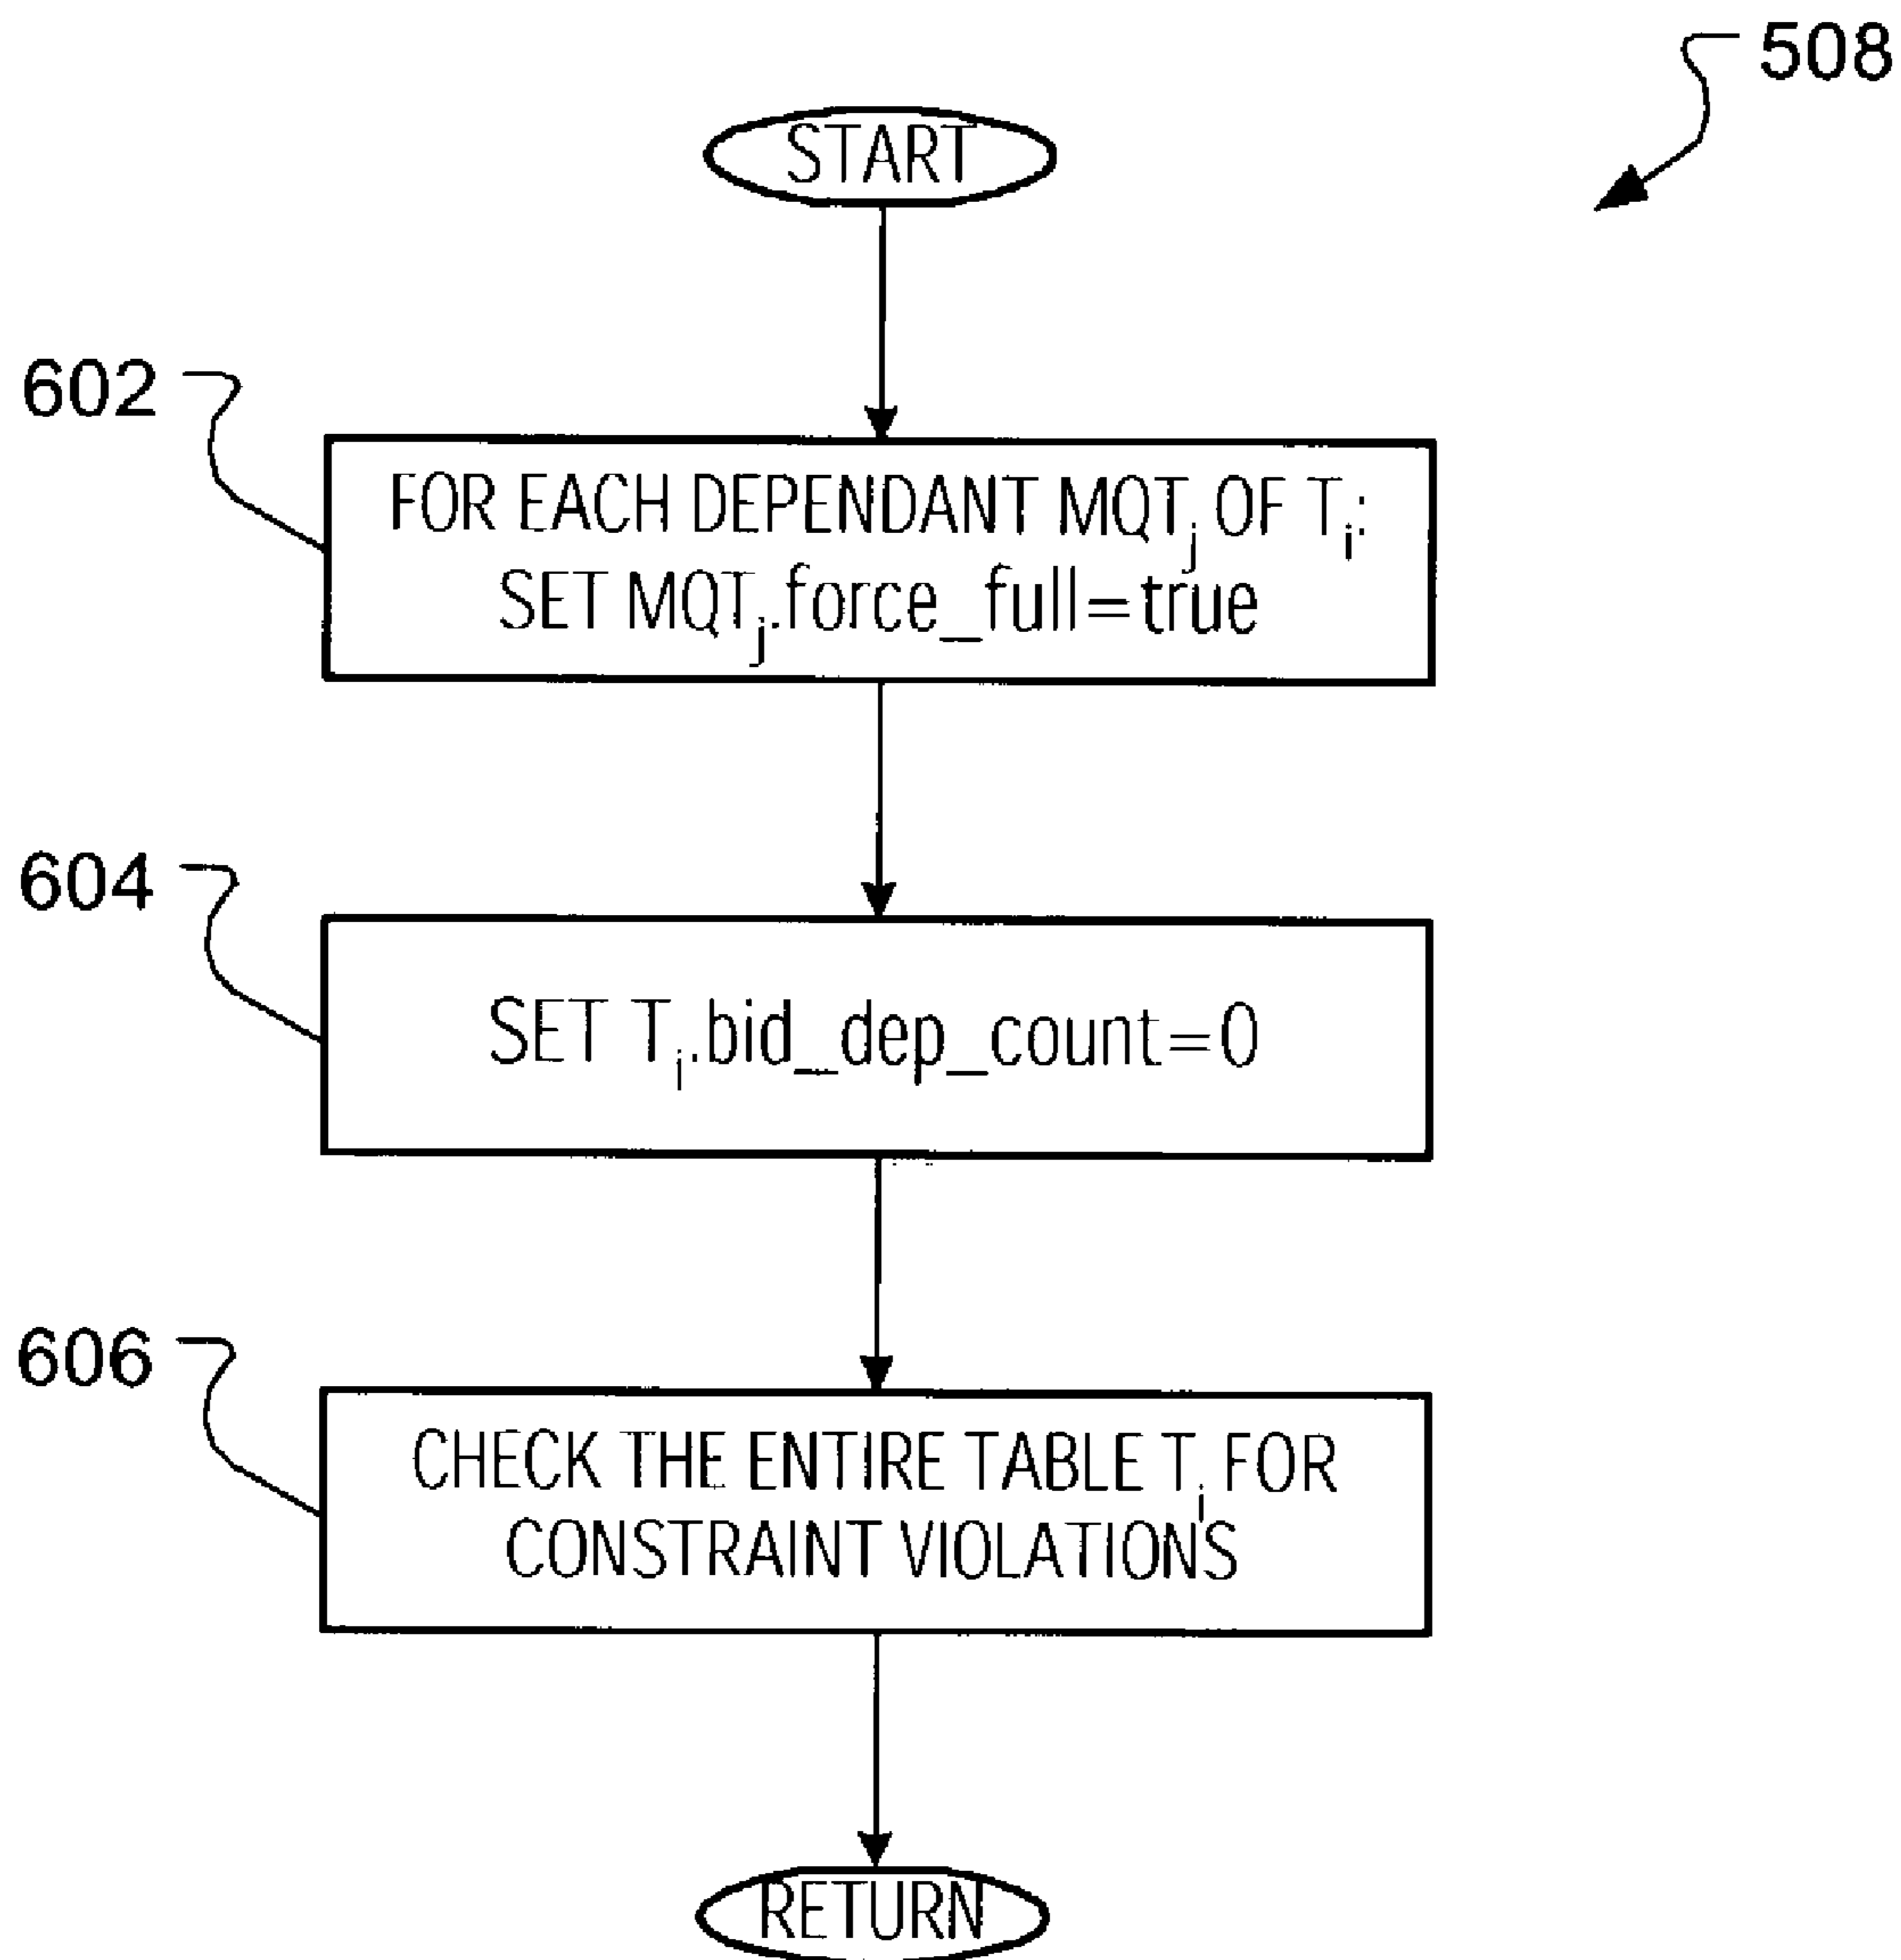 508
START
602
FOR EACH DEPENDANT MQTj OF Ti:
SET MQTj.force_full=true
604
SET Ti.bid_dep_count=0
606
CHECK THE ENTIRE TABLE Ti FOR
CONSTRAINT VIOLATIONS
RETURN